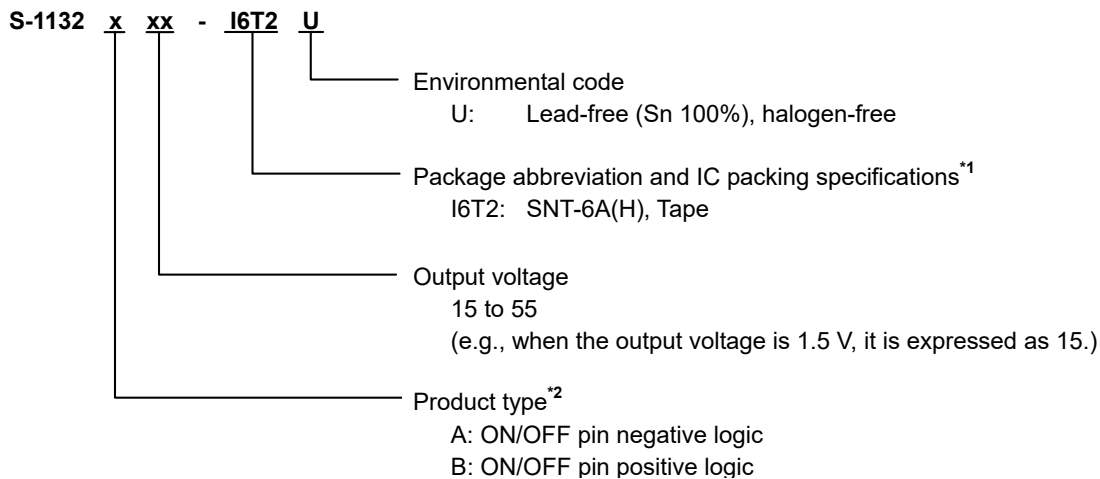 S-1132 x xx - I6T2 U
Environmental code
U: Lead-free (Sn 100%), halogen-free
Package abbreviation and IC packing specifications*1
I6T2: SNT-6A(H), Tape
Output voltage
15 to 55
(e.g., when the output voltage is 1.5 V, it is expressed as 15.)
Product type*2
A: ON/OFF pin negative logic
B: ON/OFF pin positive logic